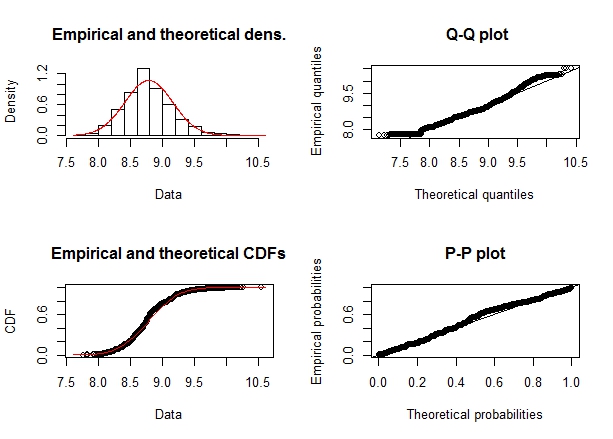 Empirical and theoretical dens.
Density
0.0 0.6 1.2
7.5 8.0 8.5 9.0 9.5 10.5
Data
Q-Q plot
Empirical quantiles
8.0 9.5
7.5 8.0 8.5 9.0 9.5 10.5
Theoretical quantiles
Empirical and theoretical CDFs
CDF
0.0 0.6
7.5 8.0 8.5 9.0 9.5 10.5
Data
P-P plot
Empirical probabilities
0.0 0.6
0.0 0.2 0.4 0.6 0.8 1.0
Theoretical probabilities